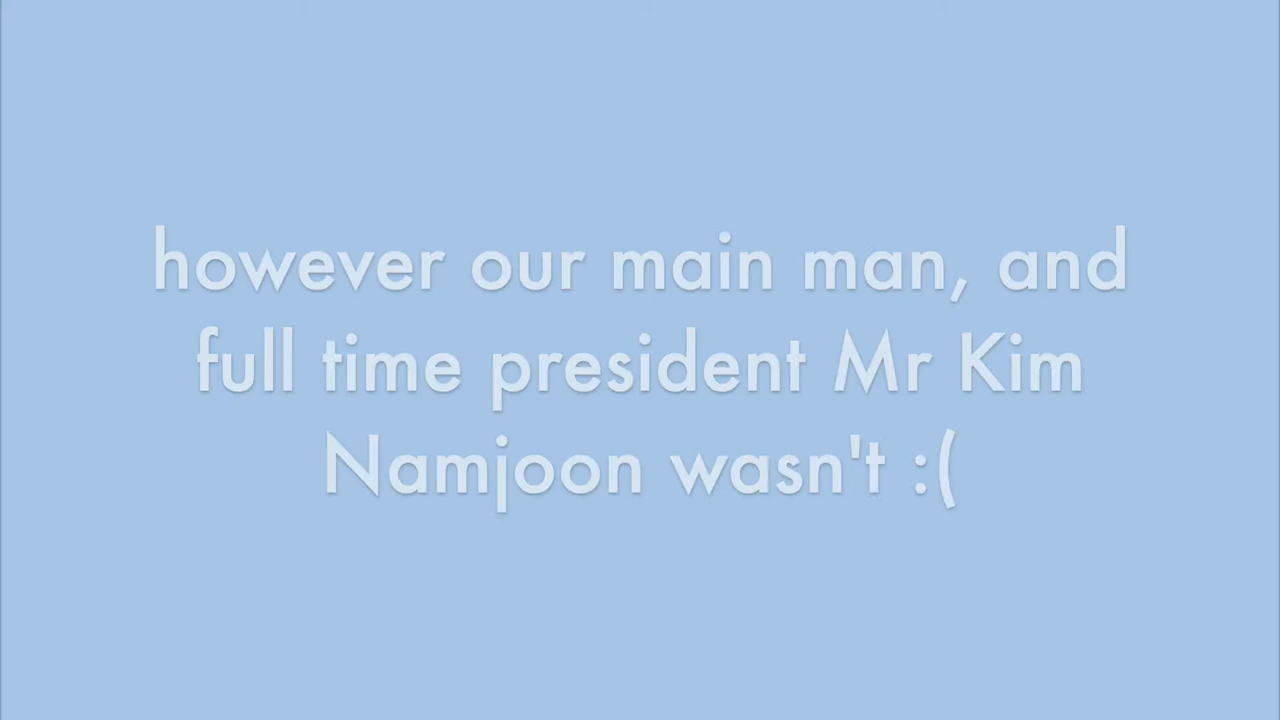 however our main man, and
full time president Mr Kim
Namjoon wasn't :(